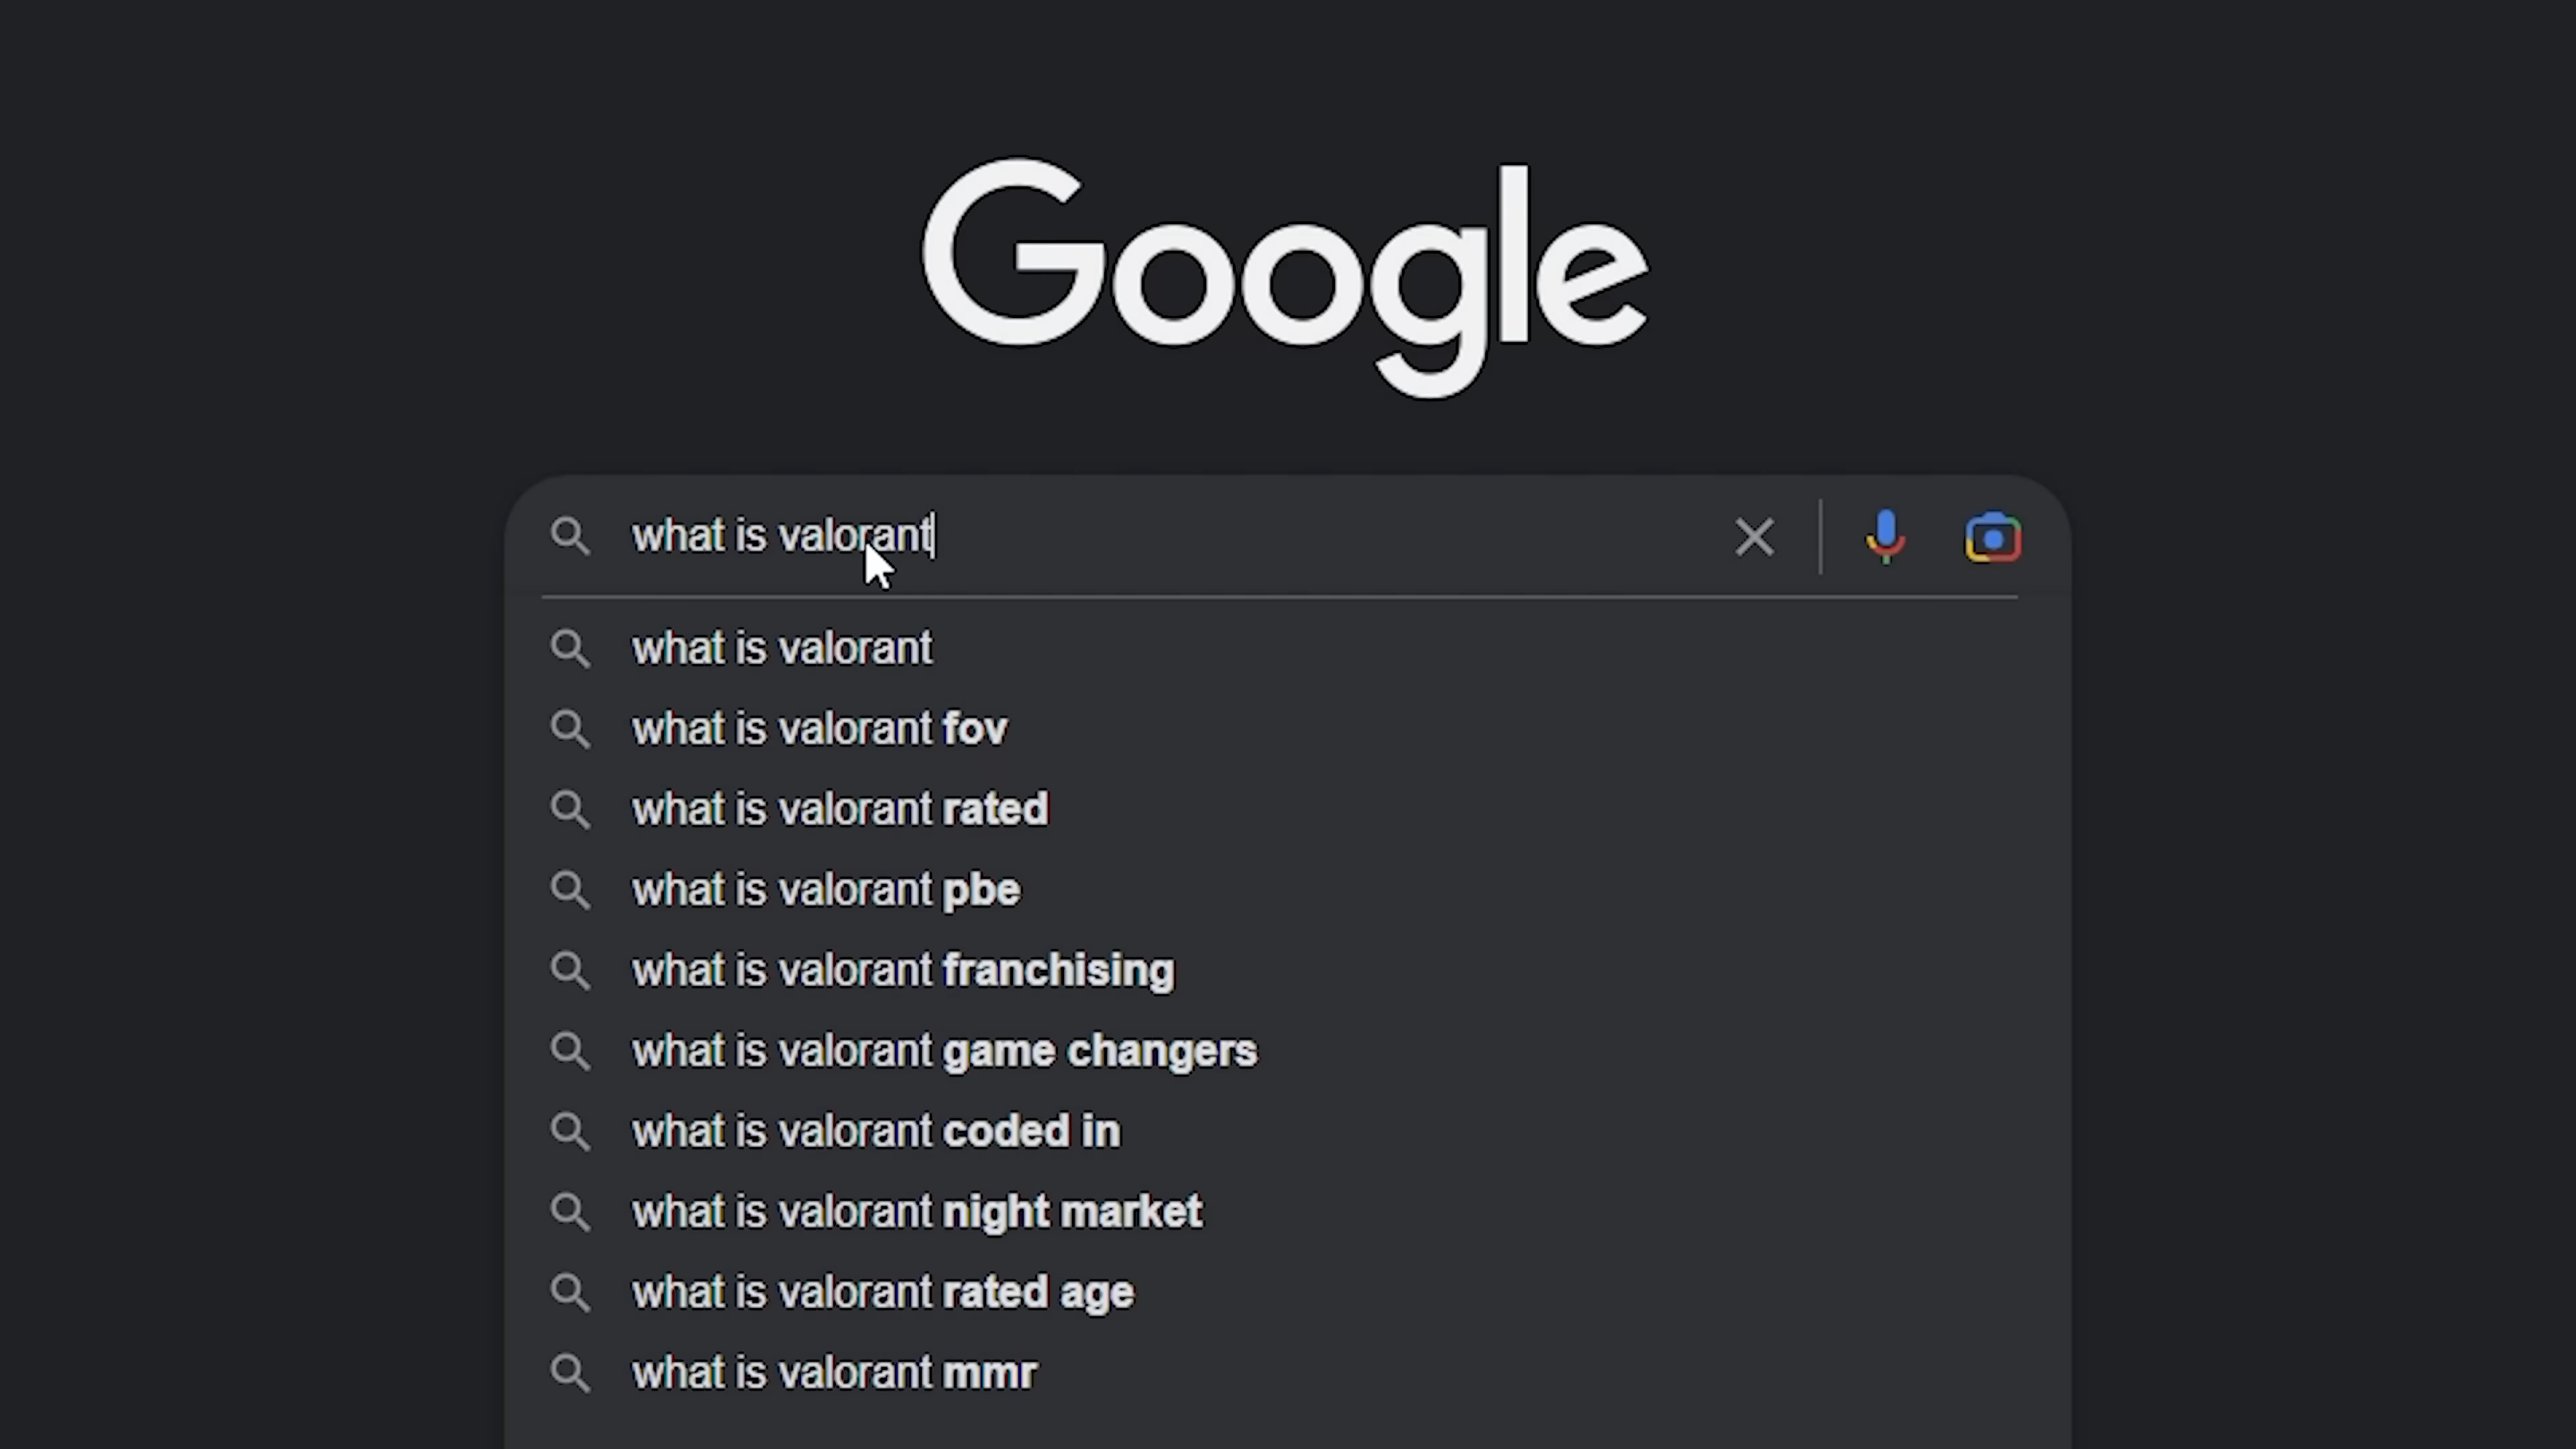 Google
what is valorant
what is valorant
what is valorant fov
what is valorant rated
what is valorant pbe
what is valorant franchising
what is valorant game changers
what is valorant coded in
what is valorant night market
what is valorant rated age
what is valorant mmr